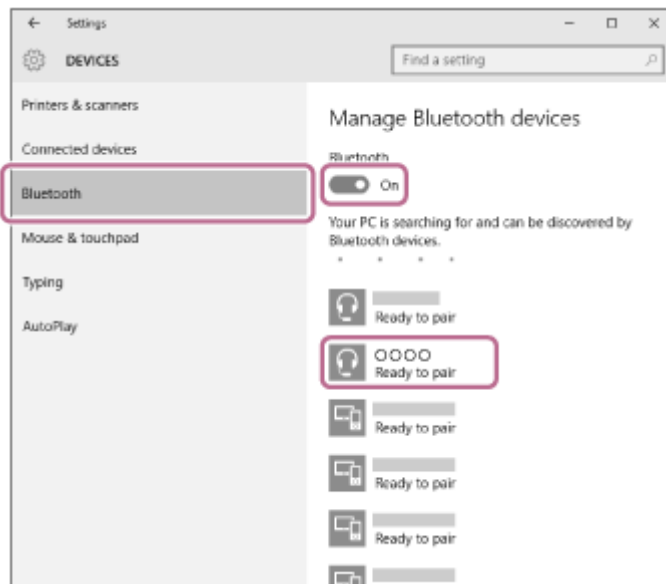 Settings
DEVICES
Find a setting
Printers & scanners
Connected devices
Bluetooth
Mouse & touchpad
Typing
AutoPlay
Manage Bluetooth devices
Bluetooth
On
Your PC is searching for and can be discovered by
Bluetooth devices.
Ready to pair
OOOO
Ready to pair
Ready to pair
Ready to pair
Ready to pair